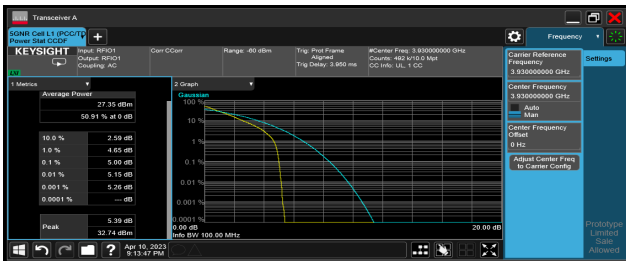 Transceiver A
5GNR Cell L1 (PCC/TD
Power Stat CCDF
Frequency
KEYSIGHT
Input: RFIO1
Output: RFIO1
Coupling: AC
Corr CCorr
Range: -60 dBm
Trig: Prot Frame
Aligned
Trig Delay: 3.950 ms
#Center Freq: 3.930000000 GHz
Counts: 492 k/10.0 Mpt
CC Info: UL, 1 CC
LXI
1 Metrics
Average Power
27.35 dBm
50.91 % at 0 dB
10.0 % 2.59 dB
1.0 % 4.65 dB
0.1 % 5.00 dB
0.01 % 5.15 dB
0.001 % 5.26 dB
0.0001 % --- dB
Peak 5.39 dB
32.74 dBm
2 Graph
Gaussian
100 %
10 %
1 %
0.1 %
0.01 %
0.001 %
0.0001 %
0.00 dB
20.00 dB
Info BW 100.00 MHz
Carrier Reference
Frequency
3.930000000 GHz
Center Frequency
3.930000000 GHz
Auto
Man
Center Frequency
Offset
0 Hz
Adjust Center Freq
to Carrier Config
Settings
Prototype
Limited
Sale
Allowed
Apr 10, 2023
9:13:47 PM